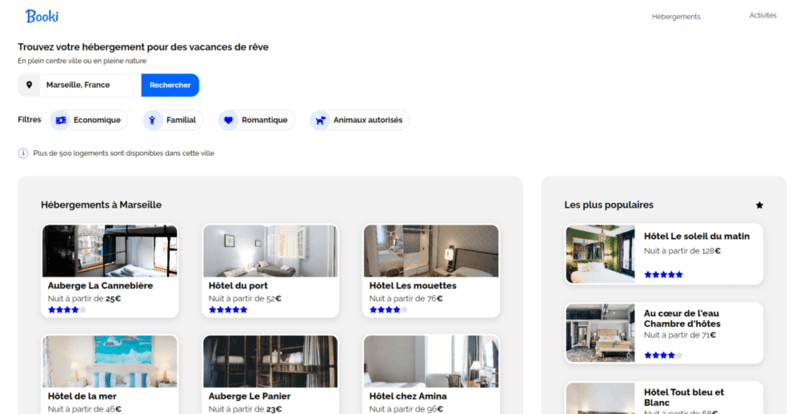 Booki
Hébergements
Activités
Trouvez votre hébergement pour des vacances de rêve
En plein centre ville ou en pleine nature
Marseille, France
Rechercher
Filtres
Economique
Familial
Romantique
Animaux autorisés
Plus de 500 logements sont disponibles dans cette ville
Hébergements à Marseille
Auberge La Cannebière
Nuit à partir de 25€
Hôtel du port
Nuit à partir de 52€
Hôtel Les mouettes
Nuit à partir de 76€
Hôtel de la mer
Nuit à partir de 46€
Auberge Le Panier
Nuit à partir de 23€
Hôtel chez Amina
Nuit à partir de 96€
Les plus populaires
Hôtel Le soleil du matin
Nuit à partir de 128€
Au cœur de l'eau
Chambre d'hôtes
Nuit à partir de 71€
Hôtel Tout bleu et
Blanc
Nuit à partir de 68€